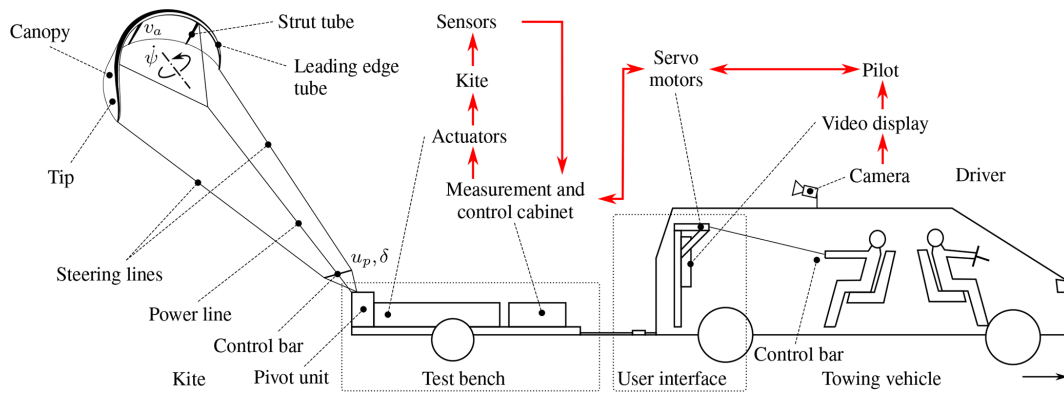 Sensors
Strut tube
Canopy
v_a
ψ̇
Leading edge
tube
Servo
motors
Pilot
Kite
Actuators
Video display
Tip
Measurement and
control cabinet
Camera
Driver
Steering lines
u_p, δ
Power line
Control bar
Pivot unit
Control bar
Kite
Test bench
User interface
Towing vehicle